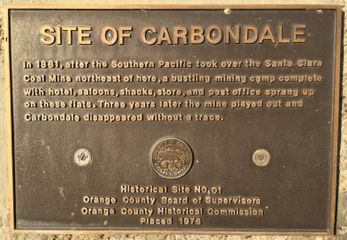 SITE OF CARBONDALE
In 1881, after the Southern Pacific took over the Santa Clara
Coal Mine northeast of here, a bustling mining camp complete
with hotel, saloons, shacks, store, and post office sprang up
on these flats. Three years later the mine played out and
Carbondale disappeared without a trace.
Historical Site No. 01
Orange County Board of Supervisors
Orange County Historical Commission
Placed 1976